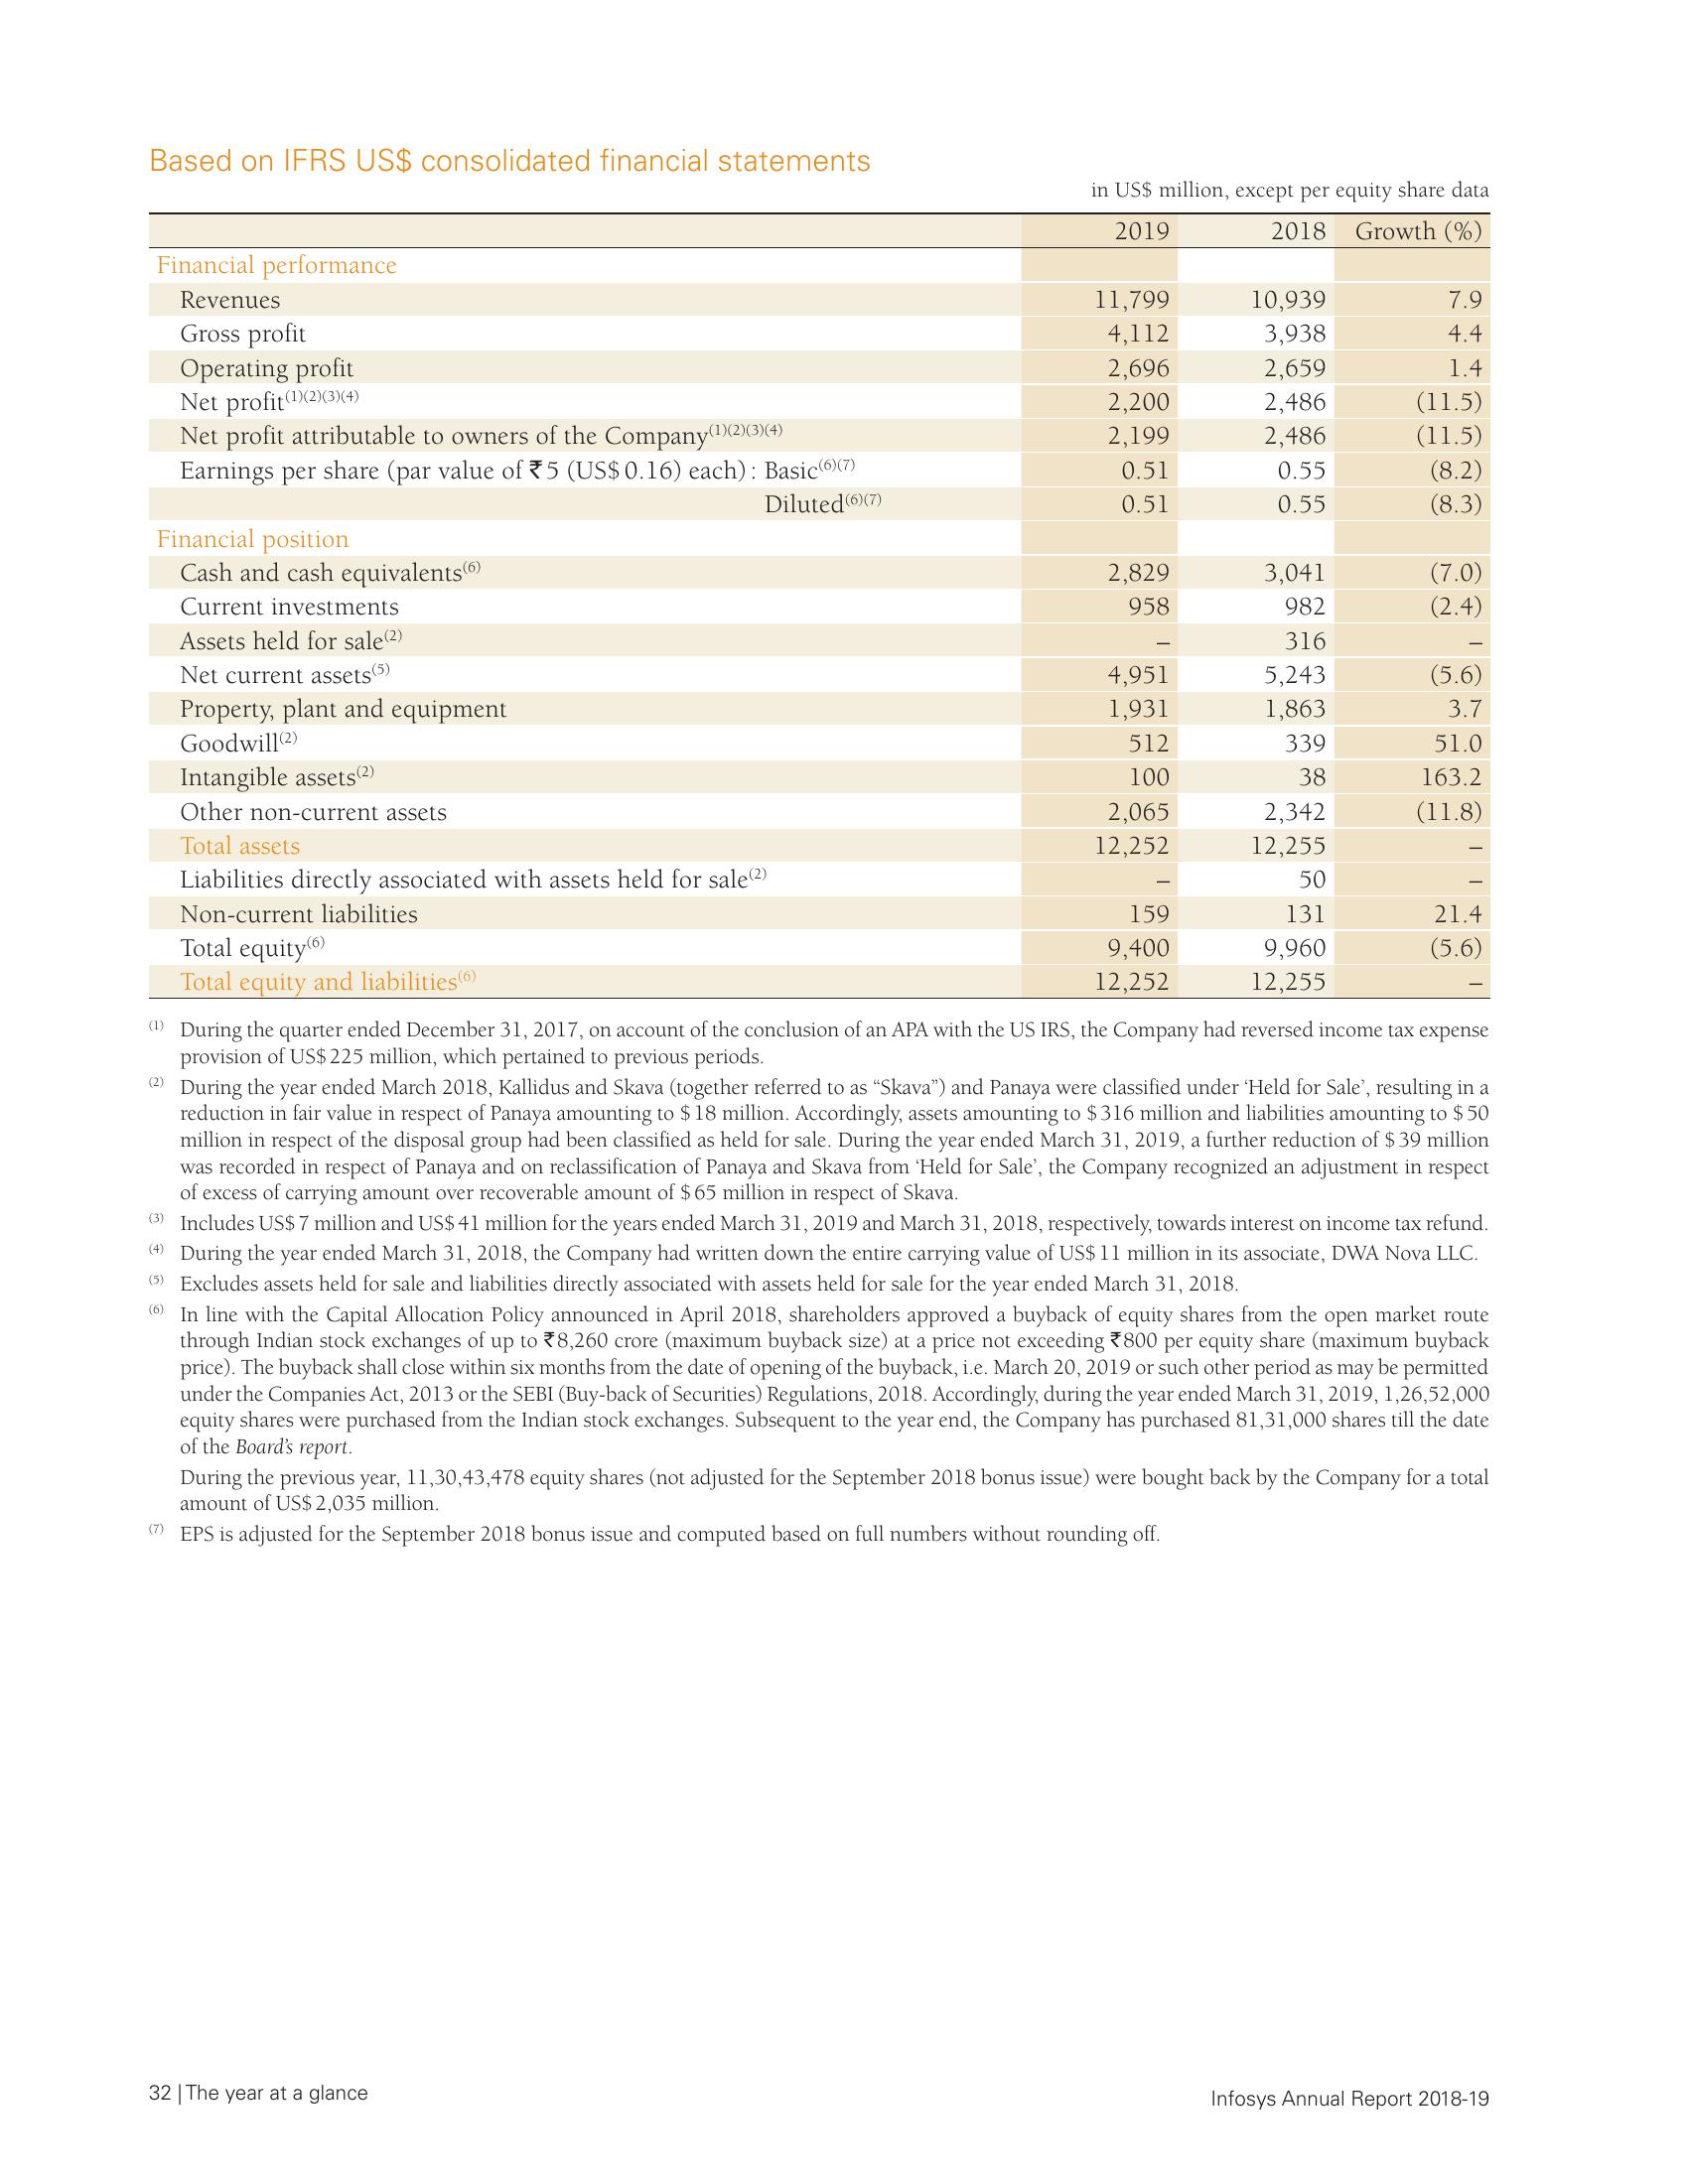 Based on IFRS US$ consolidated financial statements
in US$ million, except per equity share data
2019 2018 Growth (%)
Financial performance
Revenues 11,799 10,939 7.9
Gross profit 4,112 3,938 4.4
Operating profit 2,696 2,659 1.4
Net profit(1)(2)(3)(4) 2,200 2,486 (11.5)
Net profit attributable to owners of the Company(1)(2)(3)(4) 2,199 2,486 (11.5)
Earnings per share (par value of ₹5 (US$ 0.16) each) : Basic(6)(7) 0.51 0.55 (8.2)
Diluted(6)(7) 0.51 0.55 (8.3)
Financial position
Cash and cash equivalents(6) 2,829 3,041 (7.0)
Current investments 958 982 (2.4)
Assets held for sale(2) – 316 –
Net current assets(5) 4,951 5,243 (5.6)
Property, plant and equipment 1,931 1,863 3.7
Goodwill(2) 512 339 51.0
Intangible assets(2) 100 38 163.2
Other non-current assets 2,065 2,342 (11.8)
Total assets 12,252 12,255 –
Liabilities directly associated with assets held for sale(2) – 50 –
Non-current liabilities 159 131 21.4
Total equity(6) 9,400 9,960 (5.6)
Total equity and liabilities(6) 12,252 12,255 –
(1) During the quarter ended December 31, 2017, on account of the conclusion of an APA with the US IRS, the Company had reversed income tax expense
provision of US$ 225 million, which pertained to previous periods.
(2) During the year ended March 2018, Kallidus and Skava (together referred to as “Skava”) and Panaya were classified under ‘Held for Sale’, resulting in a
reduction in fair value in respect of Panaya amounting to $ 18 million. Accordingly, assets amounting to $ 316 million and liabilities amounting to $ 50
million in respect of the disposal group had been classified as held for sale. During the year ended March 31, 2019, a further reduction of $ 39 million
was recorded in respect of Panaya and on reclassification of Panaya and Skava from ‘Held for Sale’, the Company recognized an adjustment in respect
of excess of carrying amount over recoverable amount of $ 65 million in respect of Skava.
(3) Includes US$ 7 million and US$ 41 million for the years ended March 31, 2019 and March 31, 2018, respectively, towards interest on income tax refund.
(4) During the year ended March 31, 2018, the Company had written down the entire carrying value of US$ 11 million in its associate, DWA Nova LLC.
(5) Excludes assets held for sale and liabilities directly associated with assets held for sale for the year ended March 31, 2018.
(6) In line with the Capital Allocation Policy announced in April 2018, shareholders approved a buyback of equity shares from the open market route
through Indian stock exchanges of up to ₹8,260 crore (maximum buyback size) at a price not exceeding ₹800 per equity share (maximum buyback
price). The buyback shall close within six months from the date of opening of the buyback, i.e. March 20, 2019 or such other period as may be permitted
under the Companies Act, 2013 or the SEBI (Buy-back of Securities) Regulations, 2018. Accordingly, during the year ended March 31, 2019, 1,26,52,000
equity shares were purchased from the Indian stock exchanges. Subsequent to the year end, the Company has purchased 81,31,000 shares till the date
of the Board’s report.
During the previous year, 11,30,43,478 equity shares (not adjusted for the September 2018 bonus issue) were bought back by the Company for a total
amount of US$ 2,035 million.
(7) EPS is adjusted for the September 2018 bonus issue and computed based on full numbers without rounding off.
32 | The year at a glance
Infosys Annual Report 2018-19